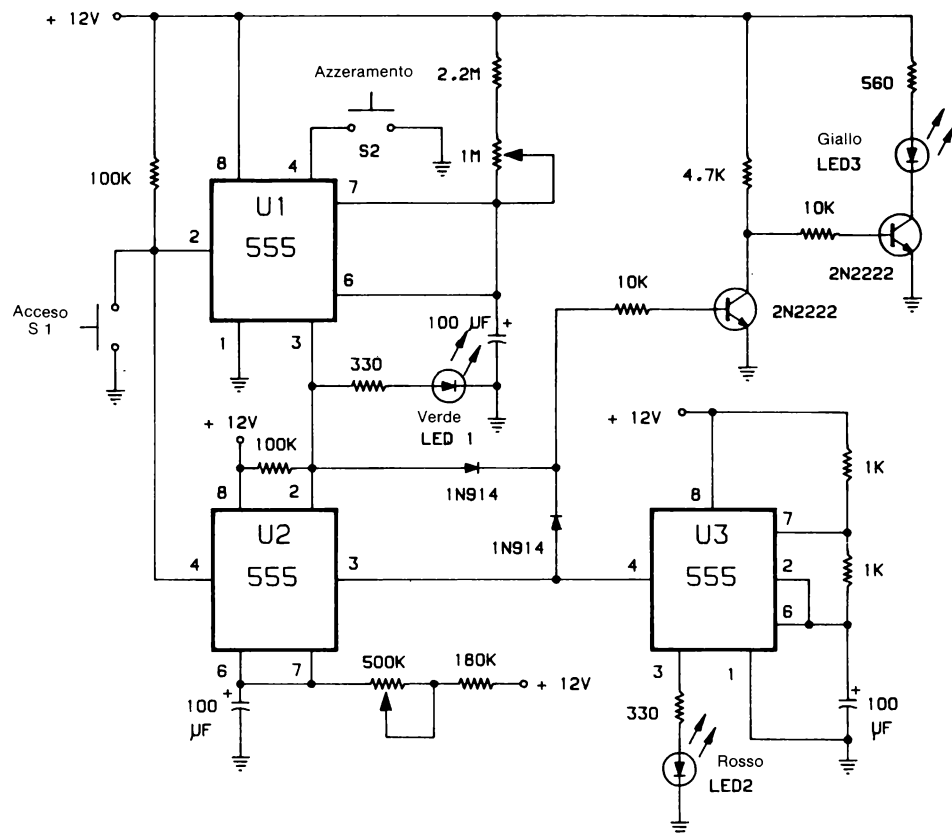 + 12V
Azzeramento
S2
2.2M
1M
560
Giallo
LED3
100K
8
4
7
2
6
1
3
U1
555
4.7K
10K
2N2222
10K
2N2222
Acceso
S 1
100 UF +
330
Verde
LED 1
+ 12V
100K
1N914
1N914
+ 12V
8
2
4
3
6
7
U2
555
500K
180K
+ 12V
+
100
µF
8
7
4
2
6
3
1
U3
555
1K
1K
+
100
µF
330
Rosso
LED2